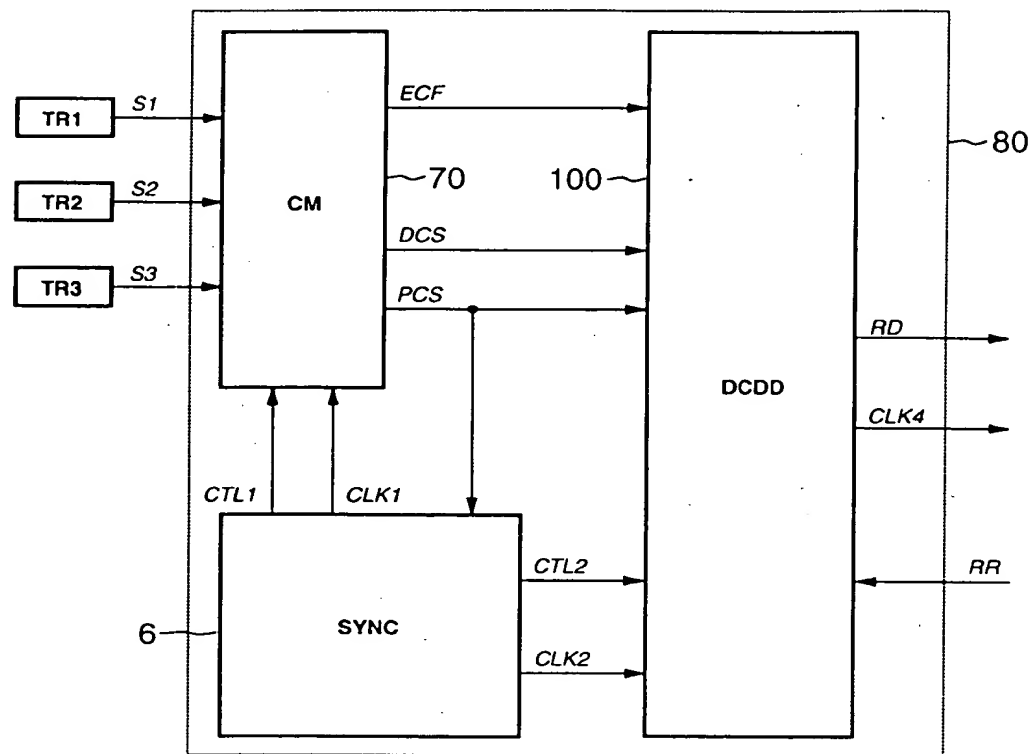 S1
ECF
TR1
80
70
100
S2
TR2
CM
DCS
S3
PCS
TR3
RD
DCDD
CLK4
CTL1
CLK1
CTL2
RR
6
SYNC
CLK2